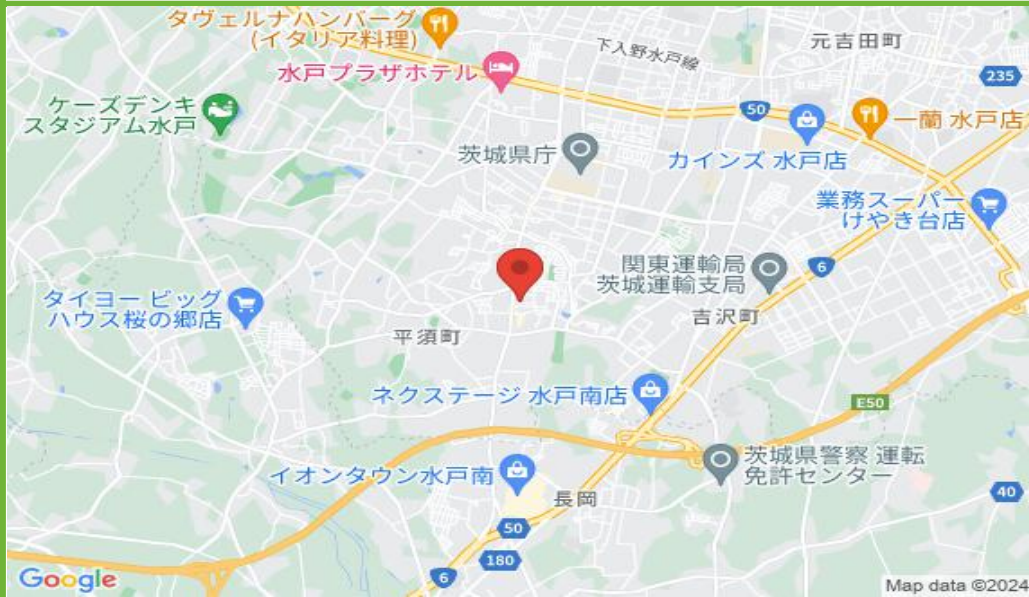 タヴェルナハンバーグ
(イタリア料理)
下入野水戸線
元吉田町
水戸プラザホテル
235
ケーズデンキ
スタジアム水戸
50
一蘭 水戸店
茨城県庁
カインズ 水戸店
業務スーパー
けやき台店
関東運輸局
茨城運輸支局
6
タイヨー ビッグ
ハウス桜の郷店
吉沢町
平須町
ネクステージ 水戸南店
E50
茨城県警察 運転
免許センター
イオンタウン水戸南
長岡
40
50
180
6
Google
Map data ©2024